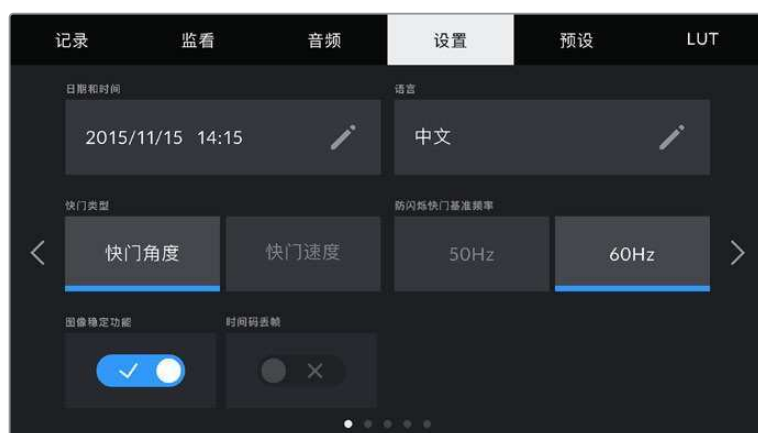 记录 监看 音频 设置 预设 LUT
日期和时间 语言
2015/11/15 14:15 中文
快门类型 防闪烁快门基准频率
快门角度 快门速度 50Hz 60Hz
图像稳定功能 时间码丢帧